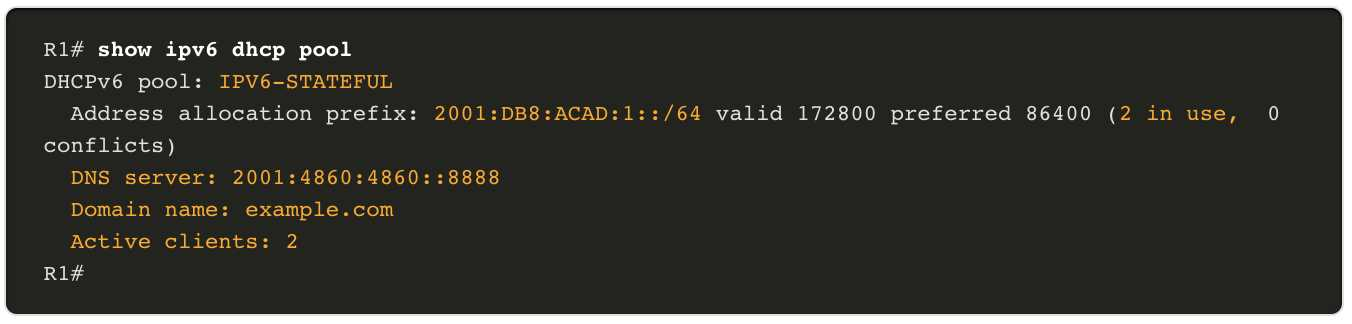 R1# show ipv6 dhcp pool
DHCPv6 pool: IPV6-STATEFUL
  Address allocation prefix: 2001:DB8:ACAD:1::/64 valid 172800 preferred 86400 (2 in use,  0
conflicts)
  DNS server: 2001:4860:4860::8888
  Domain name: example.com
  Active clients: 2
R1#